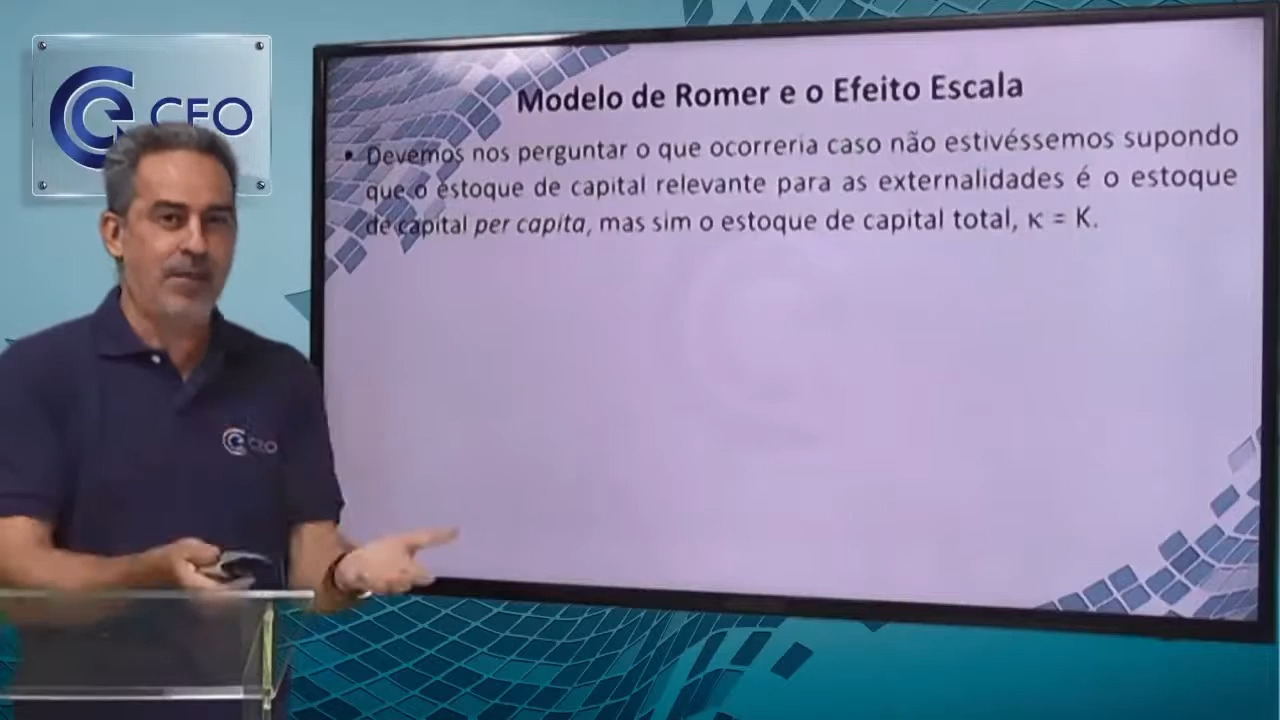 CEO
Modelo de Romer e o Efeito Escala
• Devemos nos perguntar o que ocorreria caso não estivéssemos supondo
que o estoque de capital relevante para as externalidades é o estoque
de capital per capita, mas sim o estoque de capital total, κ = K.
CEO